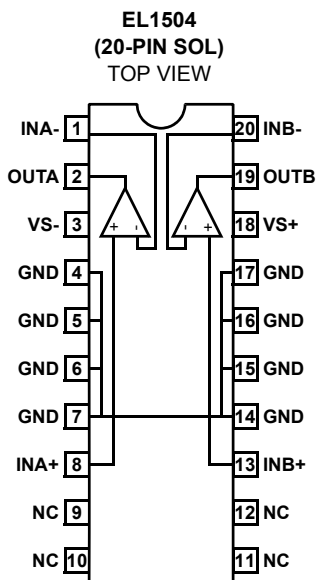 EL1504
(20-PIN SOL)
TOP VIEW
INA- 1 20 INB-
OUTA 2 19 OUTB
VS- 3 18 VS+
+ - - +
GND 4 17 GND
GND 5 16 GND
GND 6 15 GND
GND 7 14 GND
INA+ 8 13 INB+
NC 9 12 NC
NC 10 11 NC